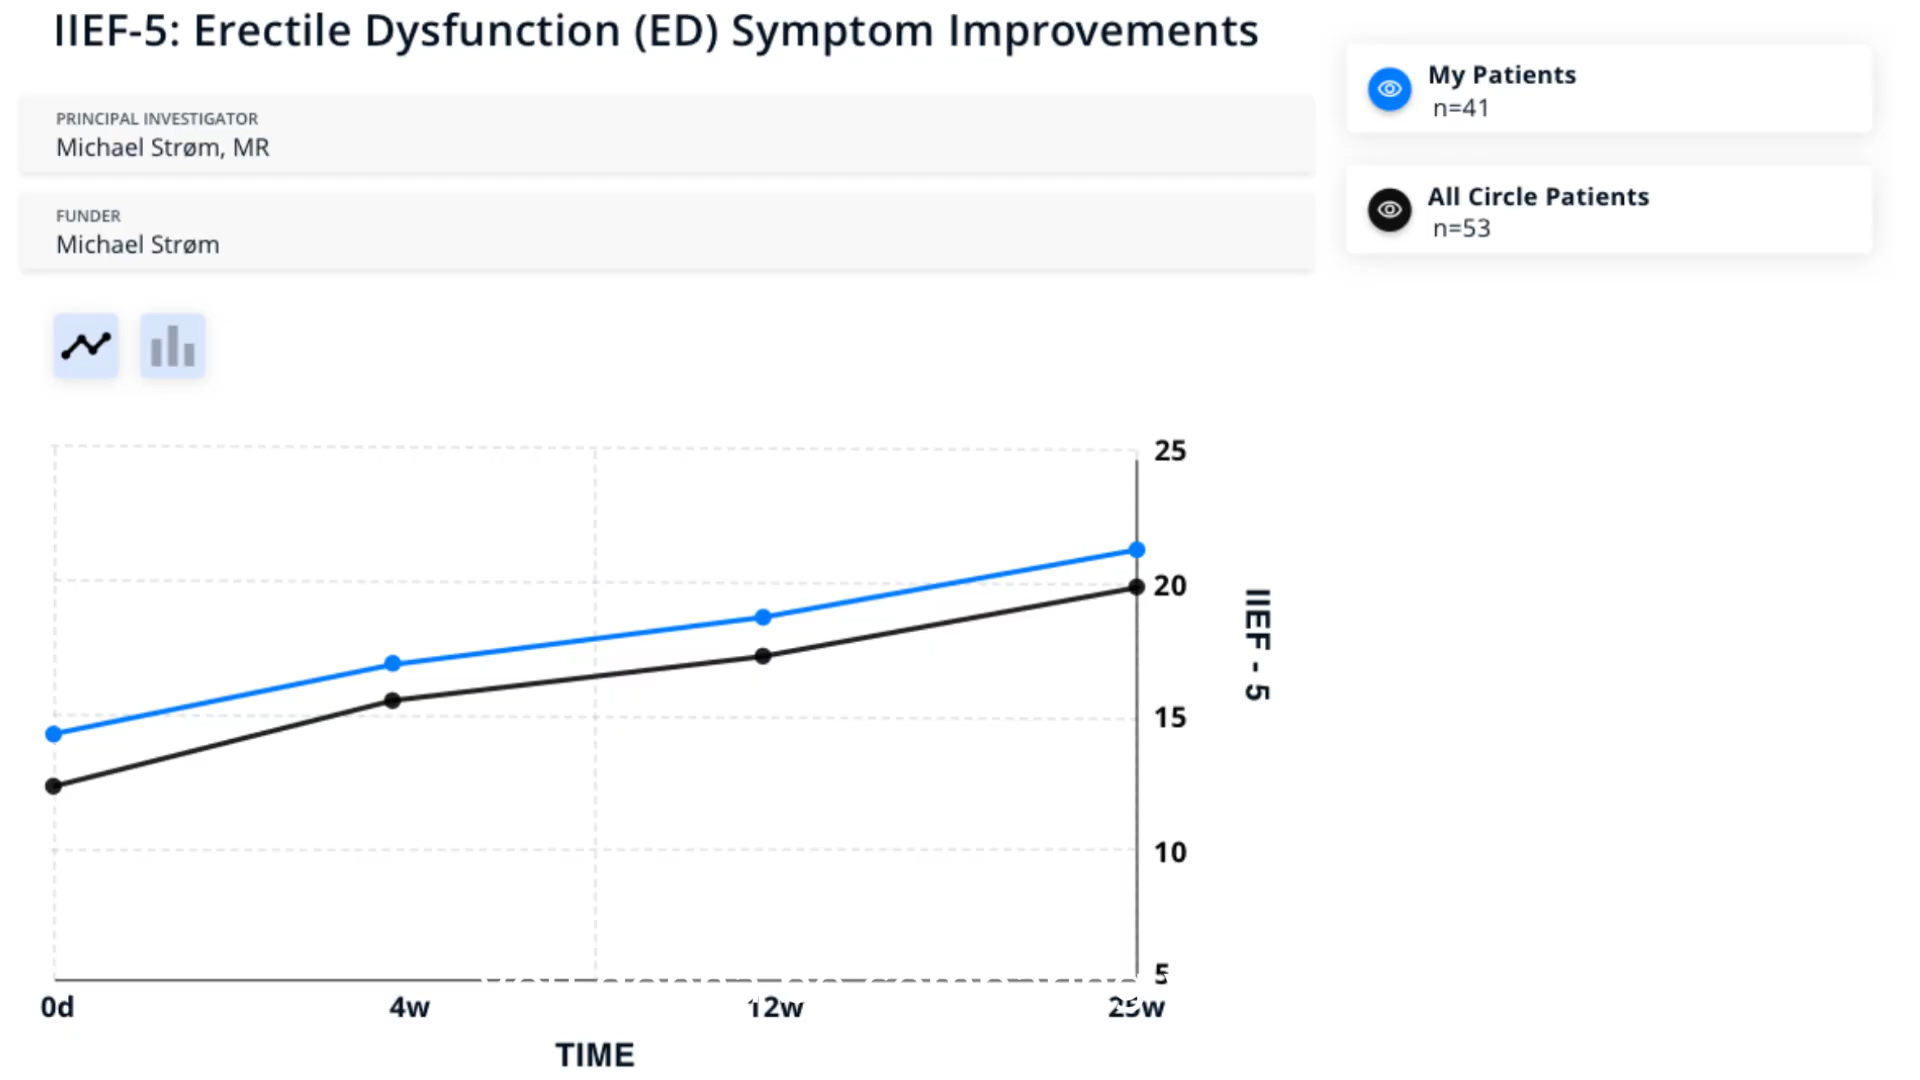 IIEF-5: Erectile Dysfunction (ED) Symptom Improvements
PRINCIPAL INVESTIGATOR
Michael Strøm, MR
FUNDER
Michael Strøm
My Patients
n=41
All Circle Patients
n=53
25
20
15
10
5
IIEF - 5
0d
4w
12w
25w
TIME